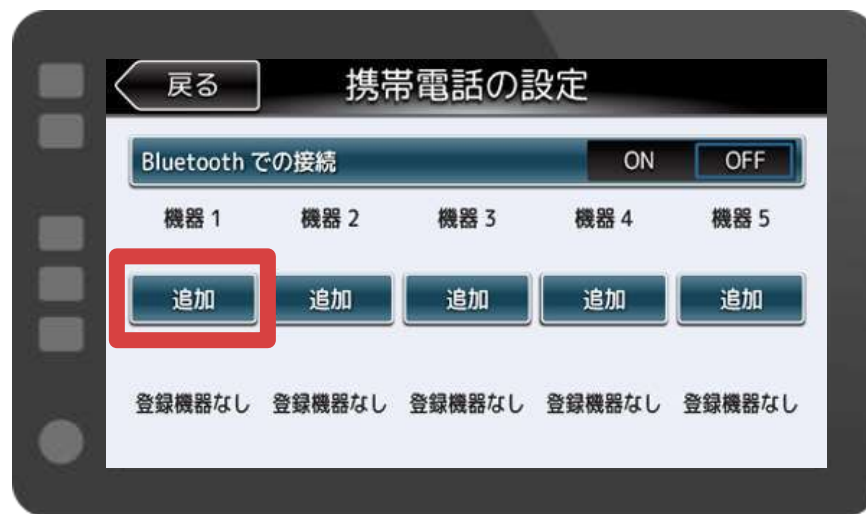 戻る 携帯電話の設定
Bluetooth での接続 ON OFF
機器 1 機器 2 機器 3 機器 4 機器 5
追加 追加 追加 追加 追加
登録機器なし 登録機器なし 登録機器なし 登録機器なし 登録機器なし